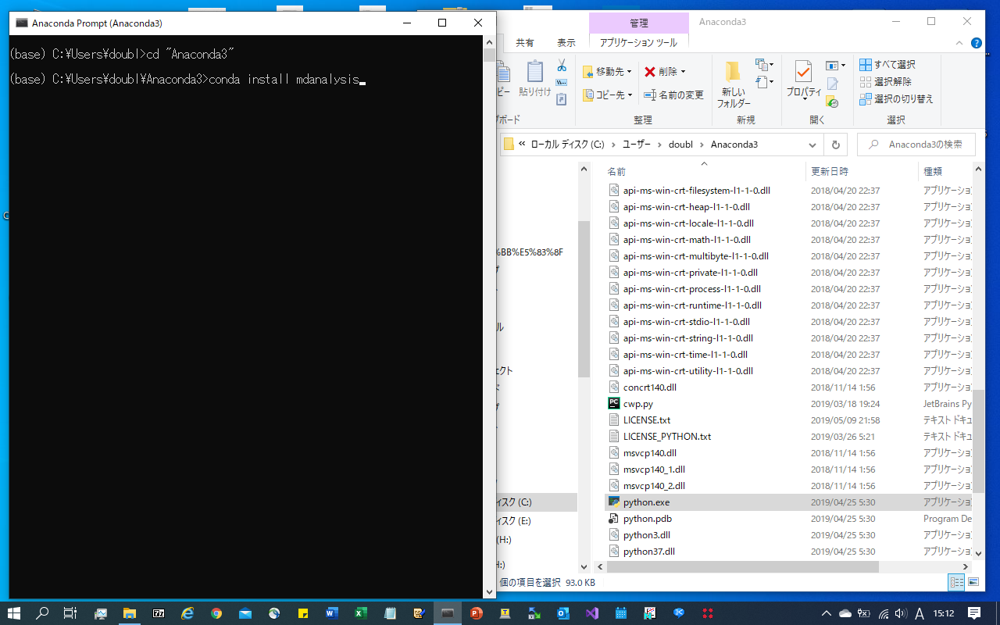 Anaconda Prompt (Anaconda3)
(base) C:¥Users¥doubl>cd "Anaconda3"
(base) C:¥Users¥doubl¥Anaconda3>conda install mdanalysis
管理
Anaconda3
共有
表示
アプリケーション ツール
ピー
貼り付け
移動先
コピー先
削除
名前の変更
新しい
フォルダー
プロパティ
すべて選択
選択解除
選択の切り替え
プボード
整理
新規
開く
選択
« ローカル ディスク (C:) › ユーザー › doubl › Anaconda3
Anaconda3の検索
名前
更新日時
種類
%BB%E5%83%8F
ル
ェクト
ィスク (C:)
ィスク (E:)
(H:)
H:)
api-ms-win-crt-filesystem-l1-1-0.dll 2018/04/20 22:37 アプリケーショ
api-ms-win-crt-heap-l1-1-0.dll 2018/04/20 22:37 アプリケーショ
api-ms-win-crt-locale-l1-1-0.dll 2018/04/20 22:37 アプリケーショ
api-ms-win-crt-math-l1-1-0.dll 2018/04/20 22:37 アプリケーショ
api-ms-win-crt-multibyte-l1-1-0.dll 2018/04/20 22:37 アプリケーショ
api-ms-win-crt-private-l1-1-0.dll 2018/04/20 22:37 アプリケーショ
api-ms-win-crt-process-l1-1-0.dll 2018/04/20 22:37 アプリケーショ
api-ms-win-crt-runtime-l1-1-0.dll 2018/04/20 22:37 アプリケーショ
api-ms-win-crt-stdio-l1-1-0.dll 2018/04/20 22:37 アプリケーショ
api-ms-win-crt-string-l1-1-0.dll 2018/04/20 22:37 アプリケーショ
api-ms-win-crt-time-l1-1-0.dll 2018/04/20 22:37 アプリケーショ
api-ms-win-crt-utility-l1-1-0.dll 2018/04/20 22:37 アプリケーショ
concrt140.dll 2018/11/14 1:56 アプリケーショ
cwp.py 2019/03/18 19:24 JetBrains Py
LICENSE.txt 2019/05/09 21:58 テキスト ドキュ
LICENSE_PYTHON.txt 2019/03/26 5:21 テキスト ドキュ
msvcp140.dll 2018/11/14 1:56 アプリケーショ
msvcp140_1.dll 2018/11/14 1:56 アプリケーショ
msvcp140_2.dll 2018/11/14 1:56 アプリケーショ
python.exe 2019/04/25 5:30 アプリケーショ
python.pdb 2019/04/25 5:30 Program De
python3.dll 2019/04/25 5:30 アプリケーショ
python37.dll 2019/04/25 5:30 アプリケーショ
個の項目を選択 93.0 KB
A
15:12